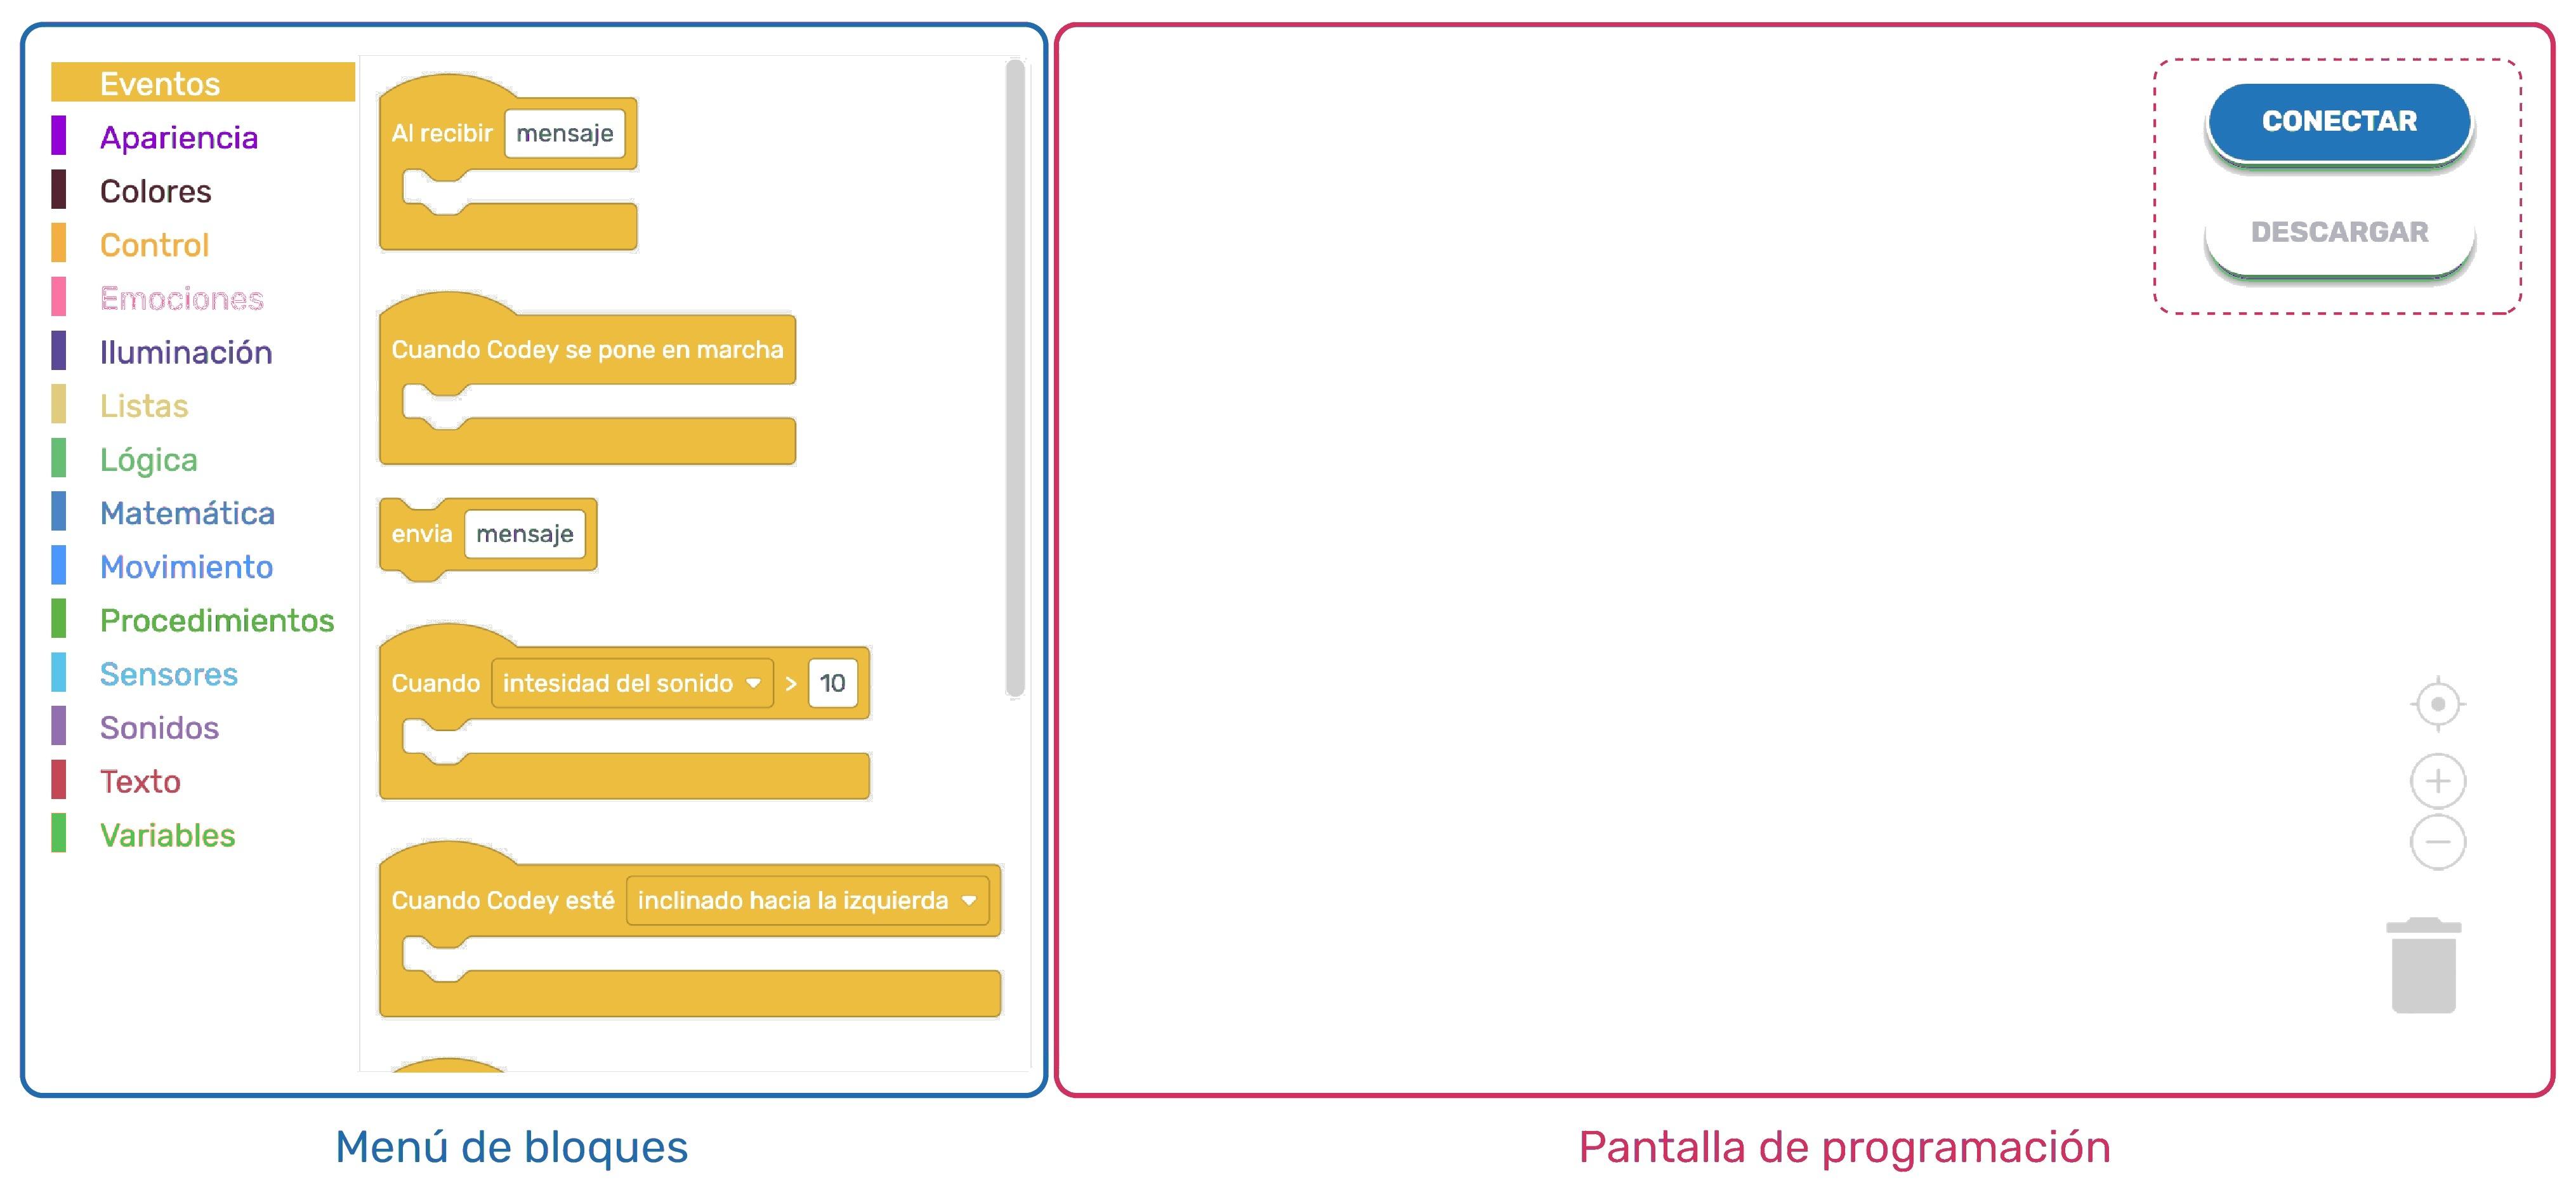 Eventos
Apariencia
Colores
Control
Emociones
Iluminación
Listas
Lógica
Matemática
Movimiento
Procedimientos
Sensores
Sonidos
Texto
Variables
Al recibir mensaje
Cuando Codey se pone en marcha
envia mensaje
Cuando intesidad del sonido > 10
Cuando Codey esté inclinado hacia la izquierda
CONECTAR
DESCARGAR
Menú de bloques
Pantalla de programación